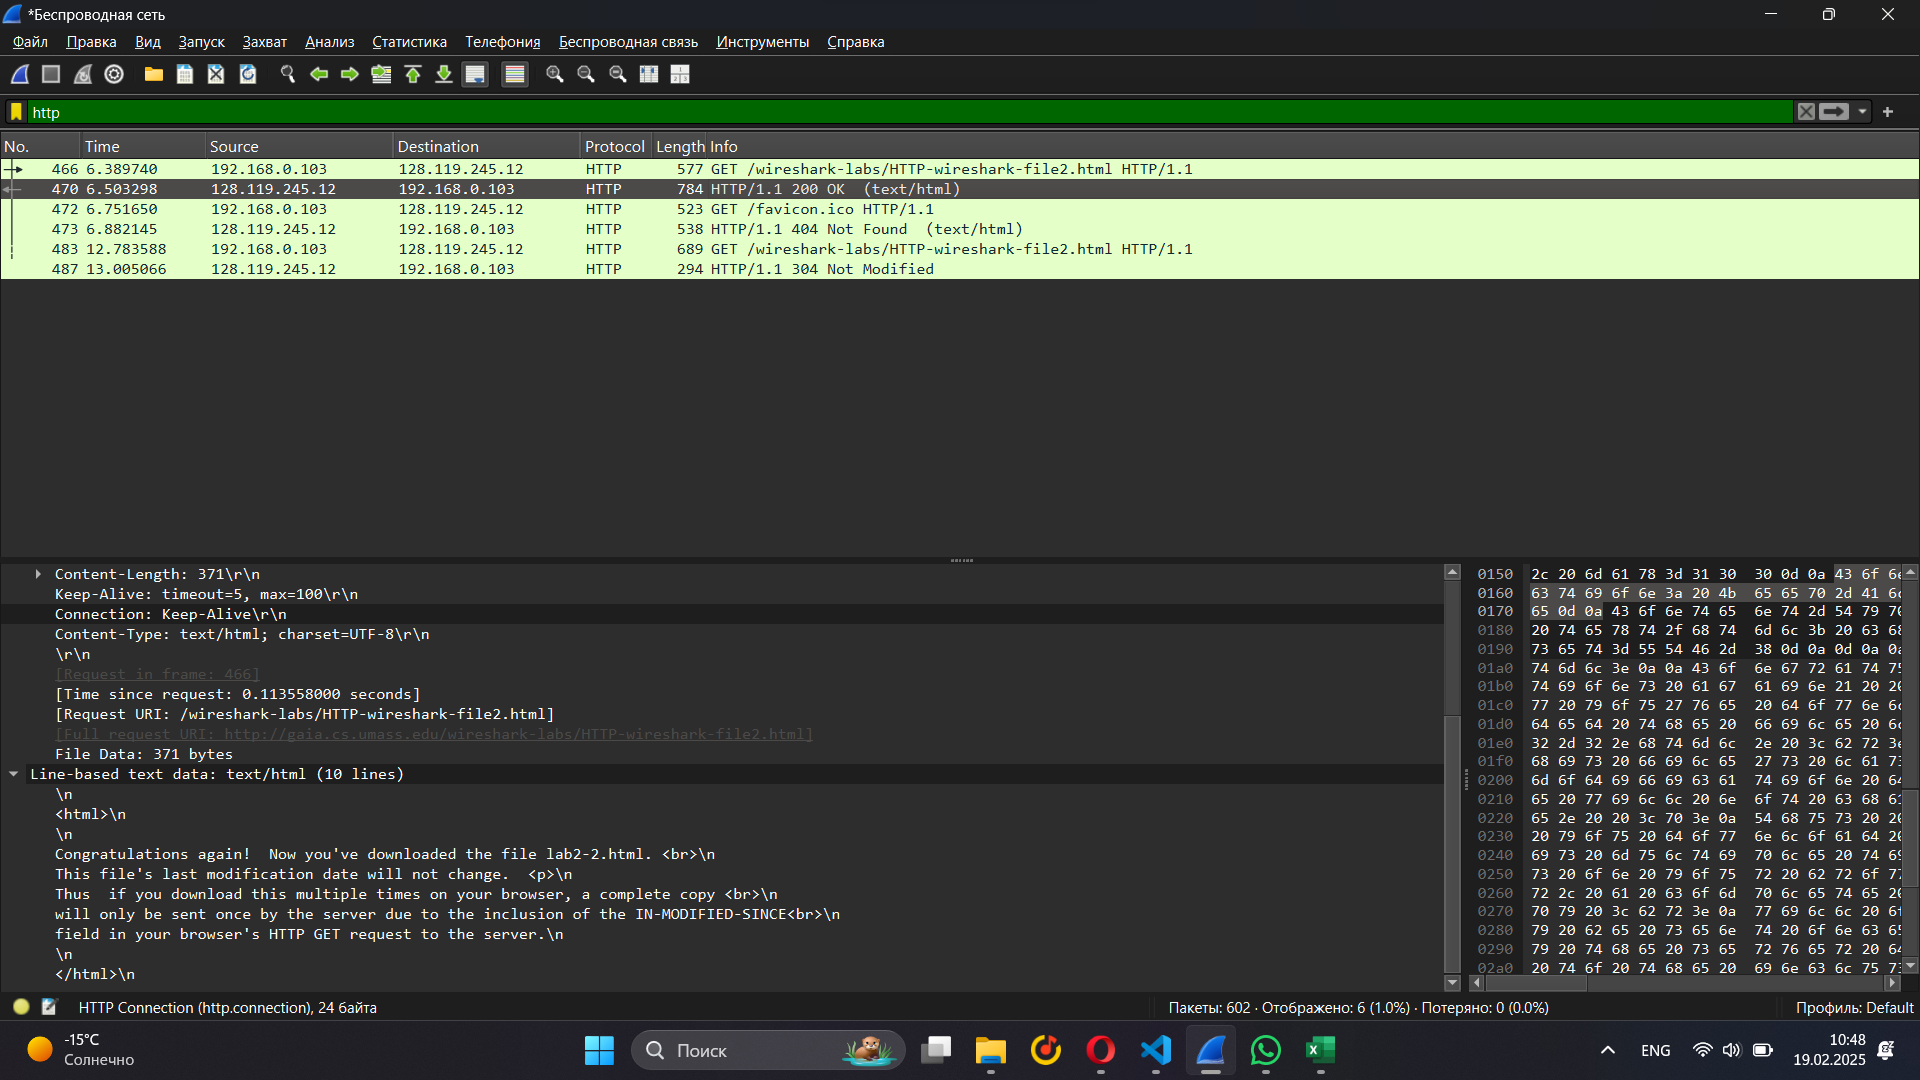 *Беспроводная сеть
Файл Правка Вид Запуск Захват Анализ Статистика Телефония Беспроводная связь Инструменты Справка
http
No. Time Source Destination Protocol Length Info
466 6.389740 192.168.0.103 128.119.245.12 HTTP 577 GET /wireshark-labs/HTTP-wireshark-file2.html HTTP/1.1
470 6.503298 128.119.245.12 192.168.0.103 HTTP 784 HTTP/1.1 200 OK  (text/html)
472 6.751650 192.168.0.103 128.119.245.12 HTTP 523 GET /favicon.ico HTTP/1.1
473 6.882145 128.119.245.12 192.168.0.103 HTTP 538 HTTP/1.1 404 Not Found  (text/html)
483 12.783588 192.168.0.103 128.119.245.12 HTTP 689 GET /wireshark-labs/HTTP-wireshark-file2.html HTTP/1.1
487 13.005066 128.119.245.12 192.168.0.103 HTTP 294 HTTP/1.1 304 Not Modified
Content-Length: 371\r\n
Keep-Alive: timeout=5, max=100\r\n
Connection: Keep-Alive\r\n
Content-Type: text/html; charset=UTF-8\r\n
\r\n
[Request in frame: 466]
[Time since request: 0.113558000 seconds]
[Request URI: /wireshark-labs/HTTP-wireshark-file2.html]
[Full request URI: http://gaia.cs.umass.edu/wireshark-labs/HTTP-wireshark-file2.html]
File Data: 371 bytes
Line-based text data: text/html (10 lines)
\n
<html>\n
\n
Congratulations again!  Now you've downloaded the file lab2-2.html. <br>\n
This file's last modification date will not change.  <p>\n
Thus  if you download this multiple times on your browser, a complete copy <br>\n
will only be sent once by the server due to the inclusion of the IN-MODIFIED-SINCE<br>\n
field in your browser's HTTP GET request to the server.\n
\n
</html>\n
0150 2c 20 6d 61 78 3d 31 30 30 0d 0a 43 6f 6e
0160 63 74 69 6f 6e 3a 20 4b 65 65 70 2d 41 6c
0170 65 0d 0a 43 6f 6e 74 65 6e 74 2d 54 79 70
0180 20 74 65 78 74 2f 68 74 6d 6c 3b 20 63 68
0190 73 65 74 3d 55 54 46 2d 38 0d 0a 0d 0a 0a
01a0 74 6d 6c 3e 0a 0a 43 6f 6e 67 72 61 74 75
01b0 74 69 6f 6e 73 20 61 67 61 69 6e 21 20 20
01c0 77 20 79 6f 75 27 76 65 20 64 6f 77 6e 6c
01d0 64 65 64 20 74 68 65 20 66 69 6c 65 20 6c
01e0 32 2d 32 2e 68 74 6d 6c 2e 20 3c 62 72 3e
01f0 68 69 73 20 66 69 6c 65 27 73 20 6c 61 73
0200 6d 6f 64 69 66 69 63 61 74 69 6f 6e 20 64
0210 65 20 77 69 6c 6c 20 6e 6f 74 20 63 68 61
0220 65 2e 20 20 3c 70 3e 0a 54 68 75 73 20 20
0230 20 79 6f 75 20 64 6f 77 6e 6c 6f 61 64 20
0240 69 73 20 6d 75 6c 74 69 70 6c 65 20 74 69
0250 73 20 6f 6e 20 79 6f 75 72 20 62 72 6f 77
0260 72 2c 20 61 20 63 6f 6d 70 6c 65 74 65 20
0270 70 79 20 3c 62 72 3e 0a 77 69 6c 6c 20 6f
0280 79 20 62 65 20 73 65 6e 74 20 6f 6e 63 65
0290 79 20 74 68 65 20 73 65 72 76 65 72 20 64
02a0 20 74 6f 20 74 68 65 20 69 6e 63 6c 75 73
HTTP Connection (http.connection), 24 байта
Пакеты: 602 · Отображено: 6 (1.0%) · Потеряно: 0 (0.0%)
Профиль: Default
-15°C
Солнечно
Поиск
ENG
10:48
19.02.2025